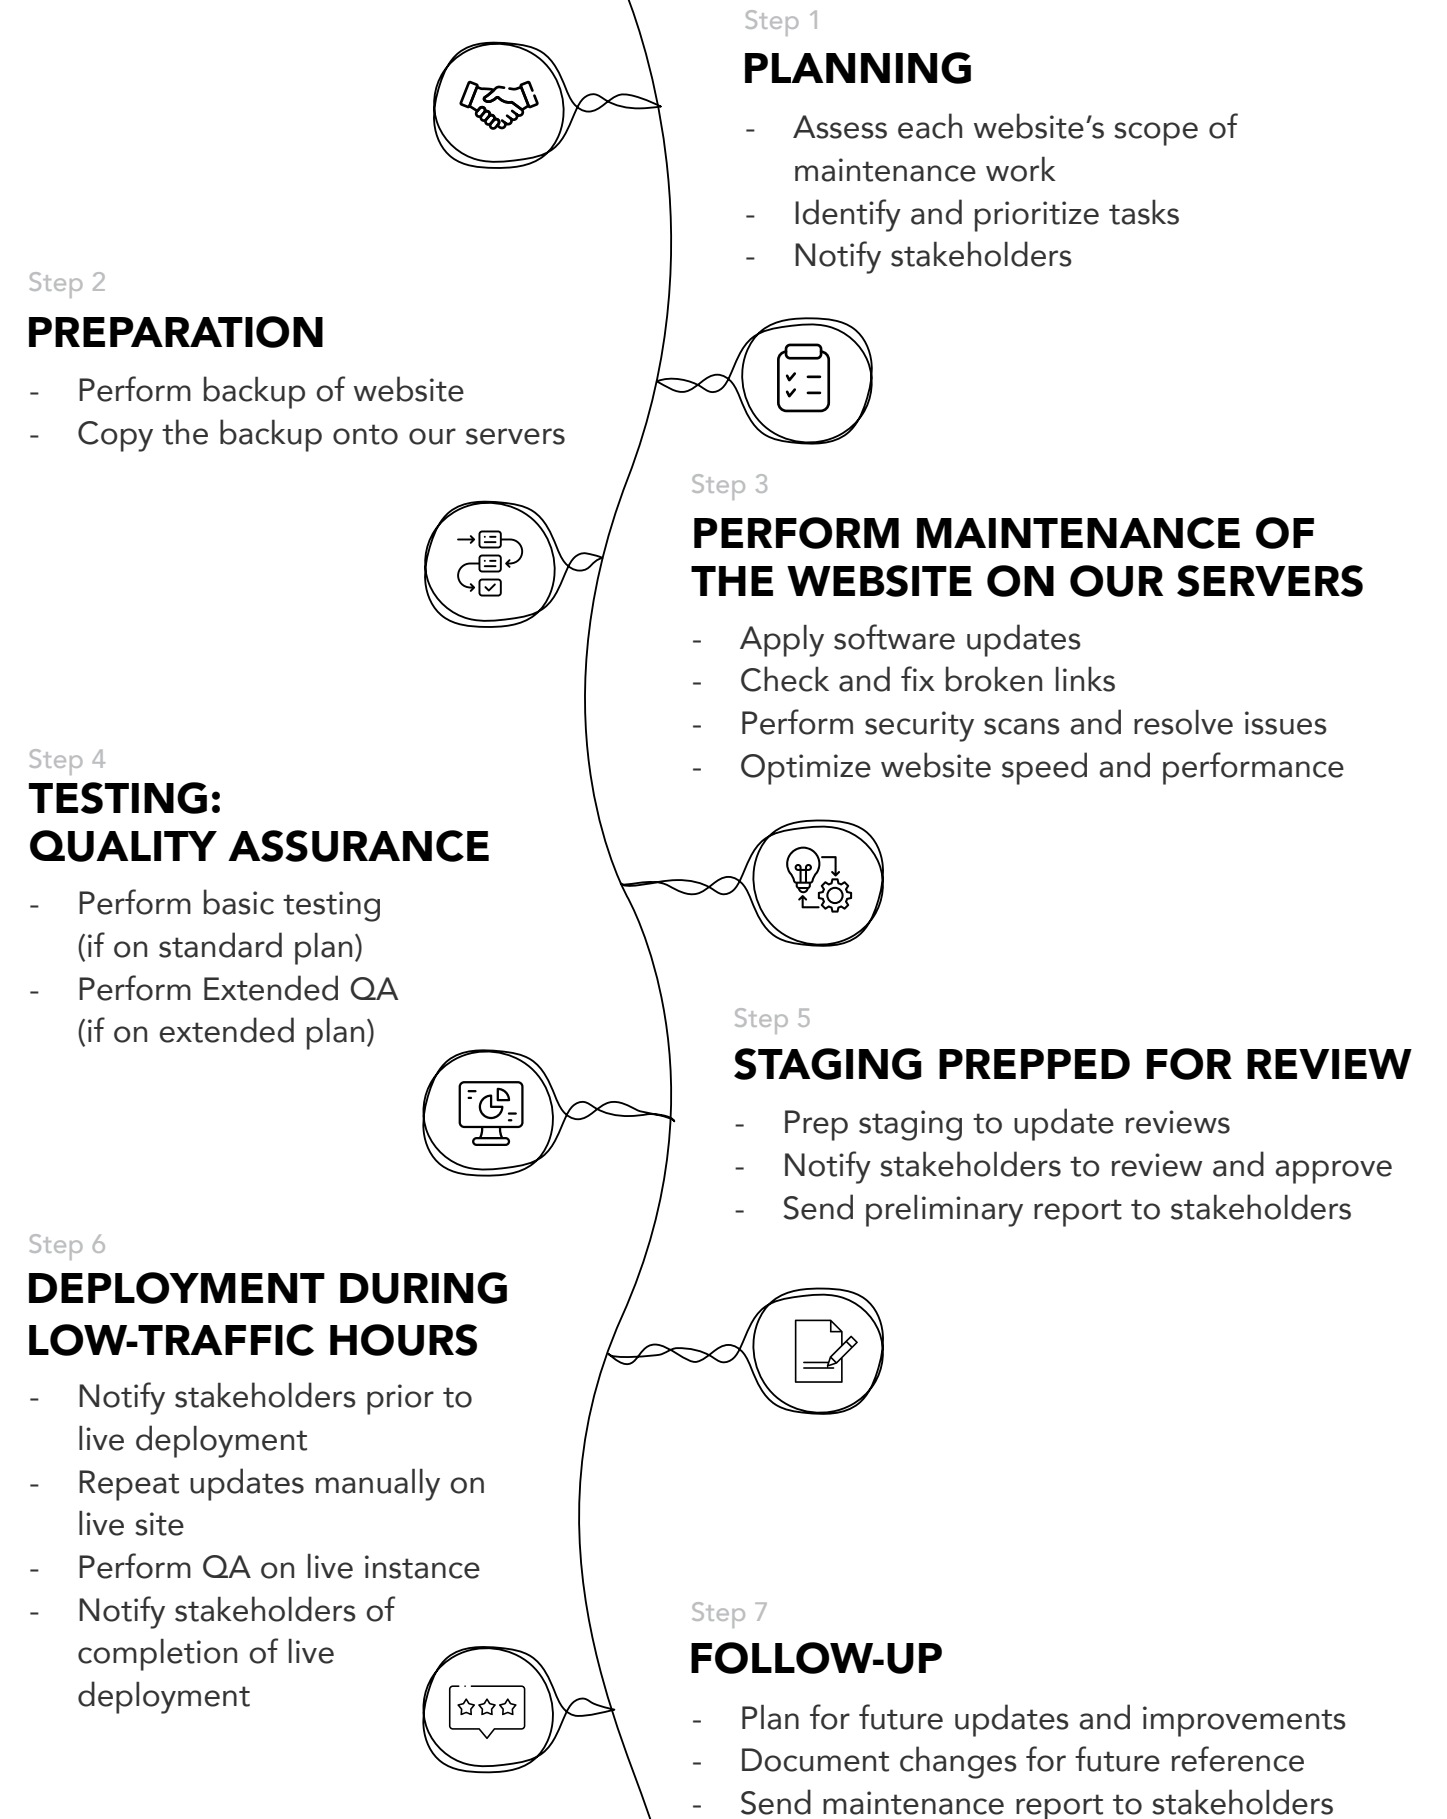 Step 1
PLANNING
- Assess each website’s scope of
maintenance work
- Identify and prioritize tasks
- Notify stakeholders
Step 2
PREPARATION
- Perform backup of website
- Copy the backup onto our servers
Step 3
PERFORM MAINTENANCE OF
THE WEBSITE ON OUR SERVERS
- Apply software updates
- Check and fix broken links
- Perform security scans and resolve issues
- Optimize website speed and performance
Step 4
TESTING:
QUALITY ASSURANCE
- Perform basic testing
(if on standard plan)
- Perform Extended QA
(if on extended plan)
Step 5
STAGING PREPPED FOR REVIEW
- Prep staging to update reviews
- Notify stakeholders to review and approve
- Send preliminary report to stakeholders
Step 6
DEPLOYMENT DURING
LOW-TRAFFIC HOURS
- Notify stakeholders prior to
live deployment
- Repeat updates manually on
live site
- Perform QA on live instance
- Notify stakeholders of
completion of live
deployment
Step 7
FOLLOW-UP
- Plan for future updates and improvements
- Document changes for future reference
- Send maintenance report to stakeholders